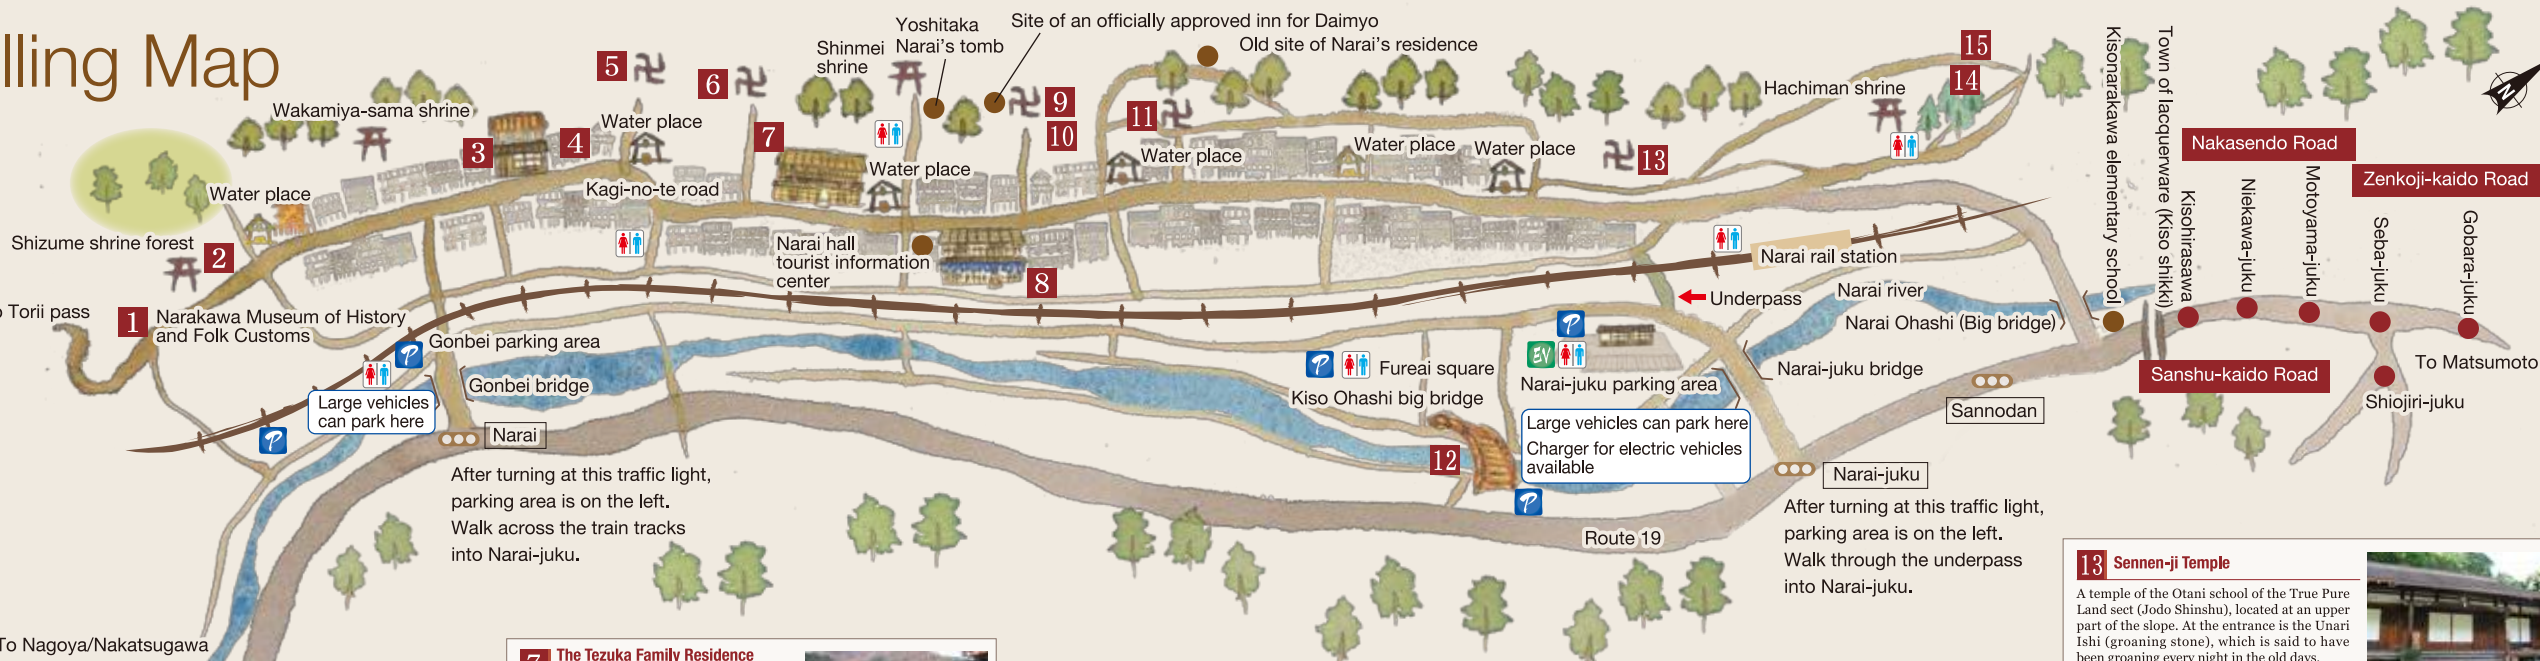 lling Map
Yoshitaka
Narai's tomb
Site of an officially approved inn for Daimyo
Shinmei
shrine
Old site of Narai's residence
5
6
9
10
11
15
14
Hachiman shrine
Wakamiya-sama shrine
3
4
Water place
7
Water place
Water place
Water place
Water place
13
Water place
Kagi-no-te road
Shizume shrine forest
2
Narai hall
tourist information
center
8
Narai rail station
Underpass
Narai river
Narai Ohashi (Big bridge)
Kisonarakawa elementary school
Town of lacquerware (Kiso shikki)
Kisohirasawa
Niekawa-juku
Motoyama-juku
Seba-juku
Gobara-juku
N
Nakasendo Road
Zenkoji-kaido Road
Sanshu-kaido Road
To Matsumoto
Shiojiri-juku
Torii pass
1
Narakawa Museum of History
and Folk Customs
P
Gonbei parking area
Gonbei bridge
Large vehicles
can park here
P
Narai
After turning at this traffic light,
parking area is on the left.
Walk across the train tracks
into Narai-juku.
P
EV
P
Fureai square
Kiso Ohashi big bridge
Narai-juku parking area
Narai-juku bridge
12
Large vehicles can park here
Charger for electric vehicles
available
P
Sannodan
Narai-juku
Route 19
After turning at this traffic light,
parking area is on the left.
Walk through the underpass
into Narai-juku.
To Nagoya/Nakatsugawa
7 The Tezuka Family Residence
13 Sennen-ji Temple
A temple of the Otani school of the True Pure
Land sect (Jodo Shinshu), located at an upper
part of the slope. At the entrance is the Unari
Ishi (groaning stone), which is said to have
been groaning every night in the old days.